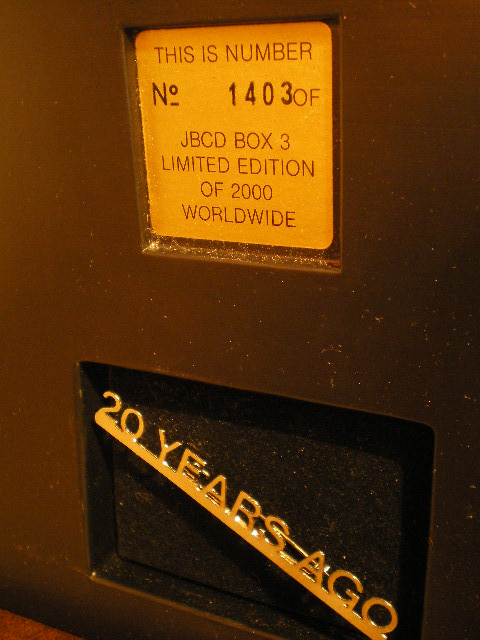 THIS IS NUMBER
Nº 1403 OF
JBCD BOX 3
LIMITED EDITION
OF 2000
WORLDWIDE
20 YEARS AGO